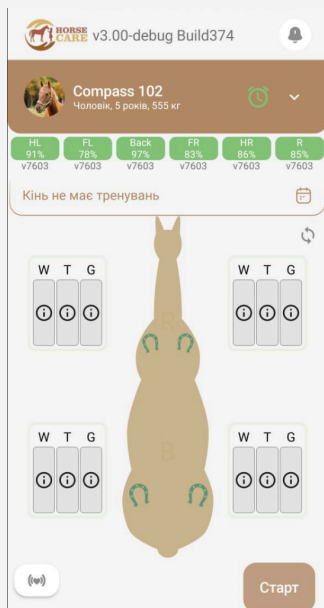 HORSE
CARE
v3.00-debug Build374
Compass 102
Чоловік, 5 років, 555 кг
HL FL Back FR HR R
91% 78% 97% 83% 86% 85%
v7603 v7603 v7603 v7603 v7603 v7603
Кінь не має тренувань
W T G W T G
R
W T G W T G
B
Старт